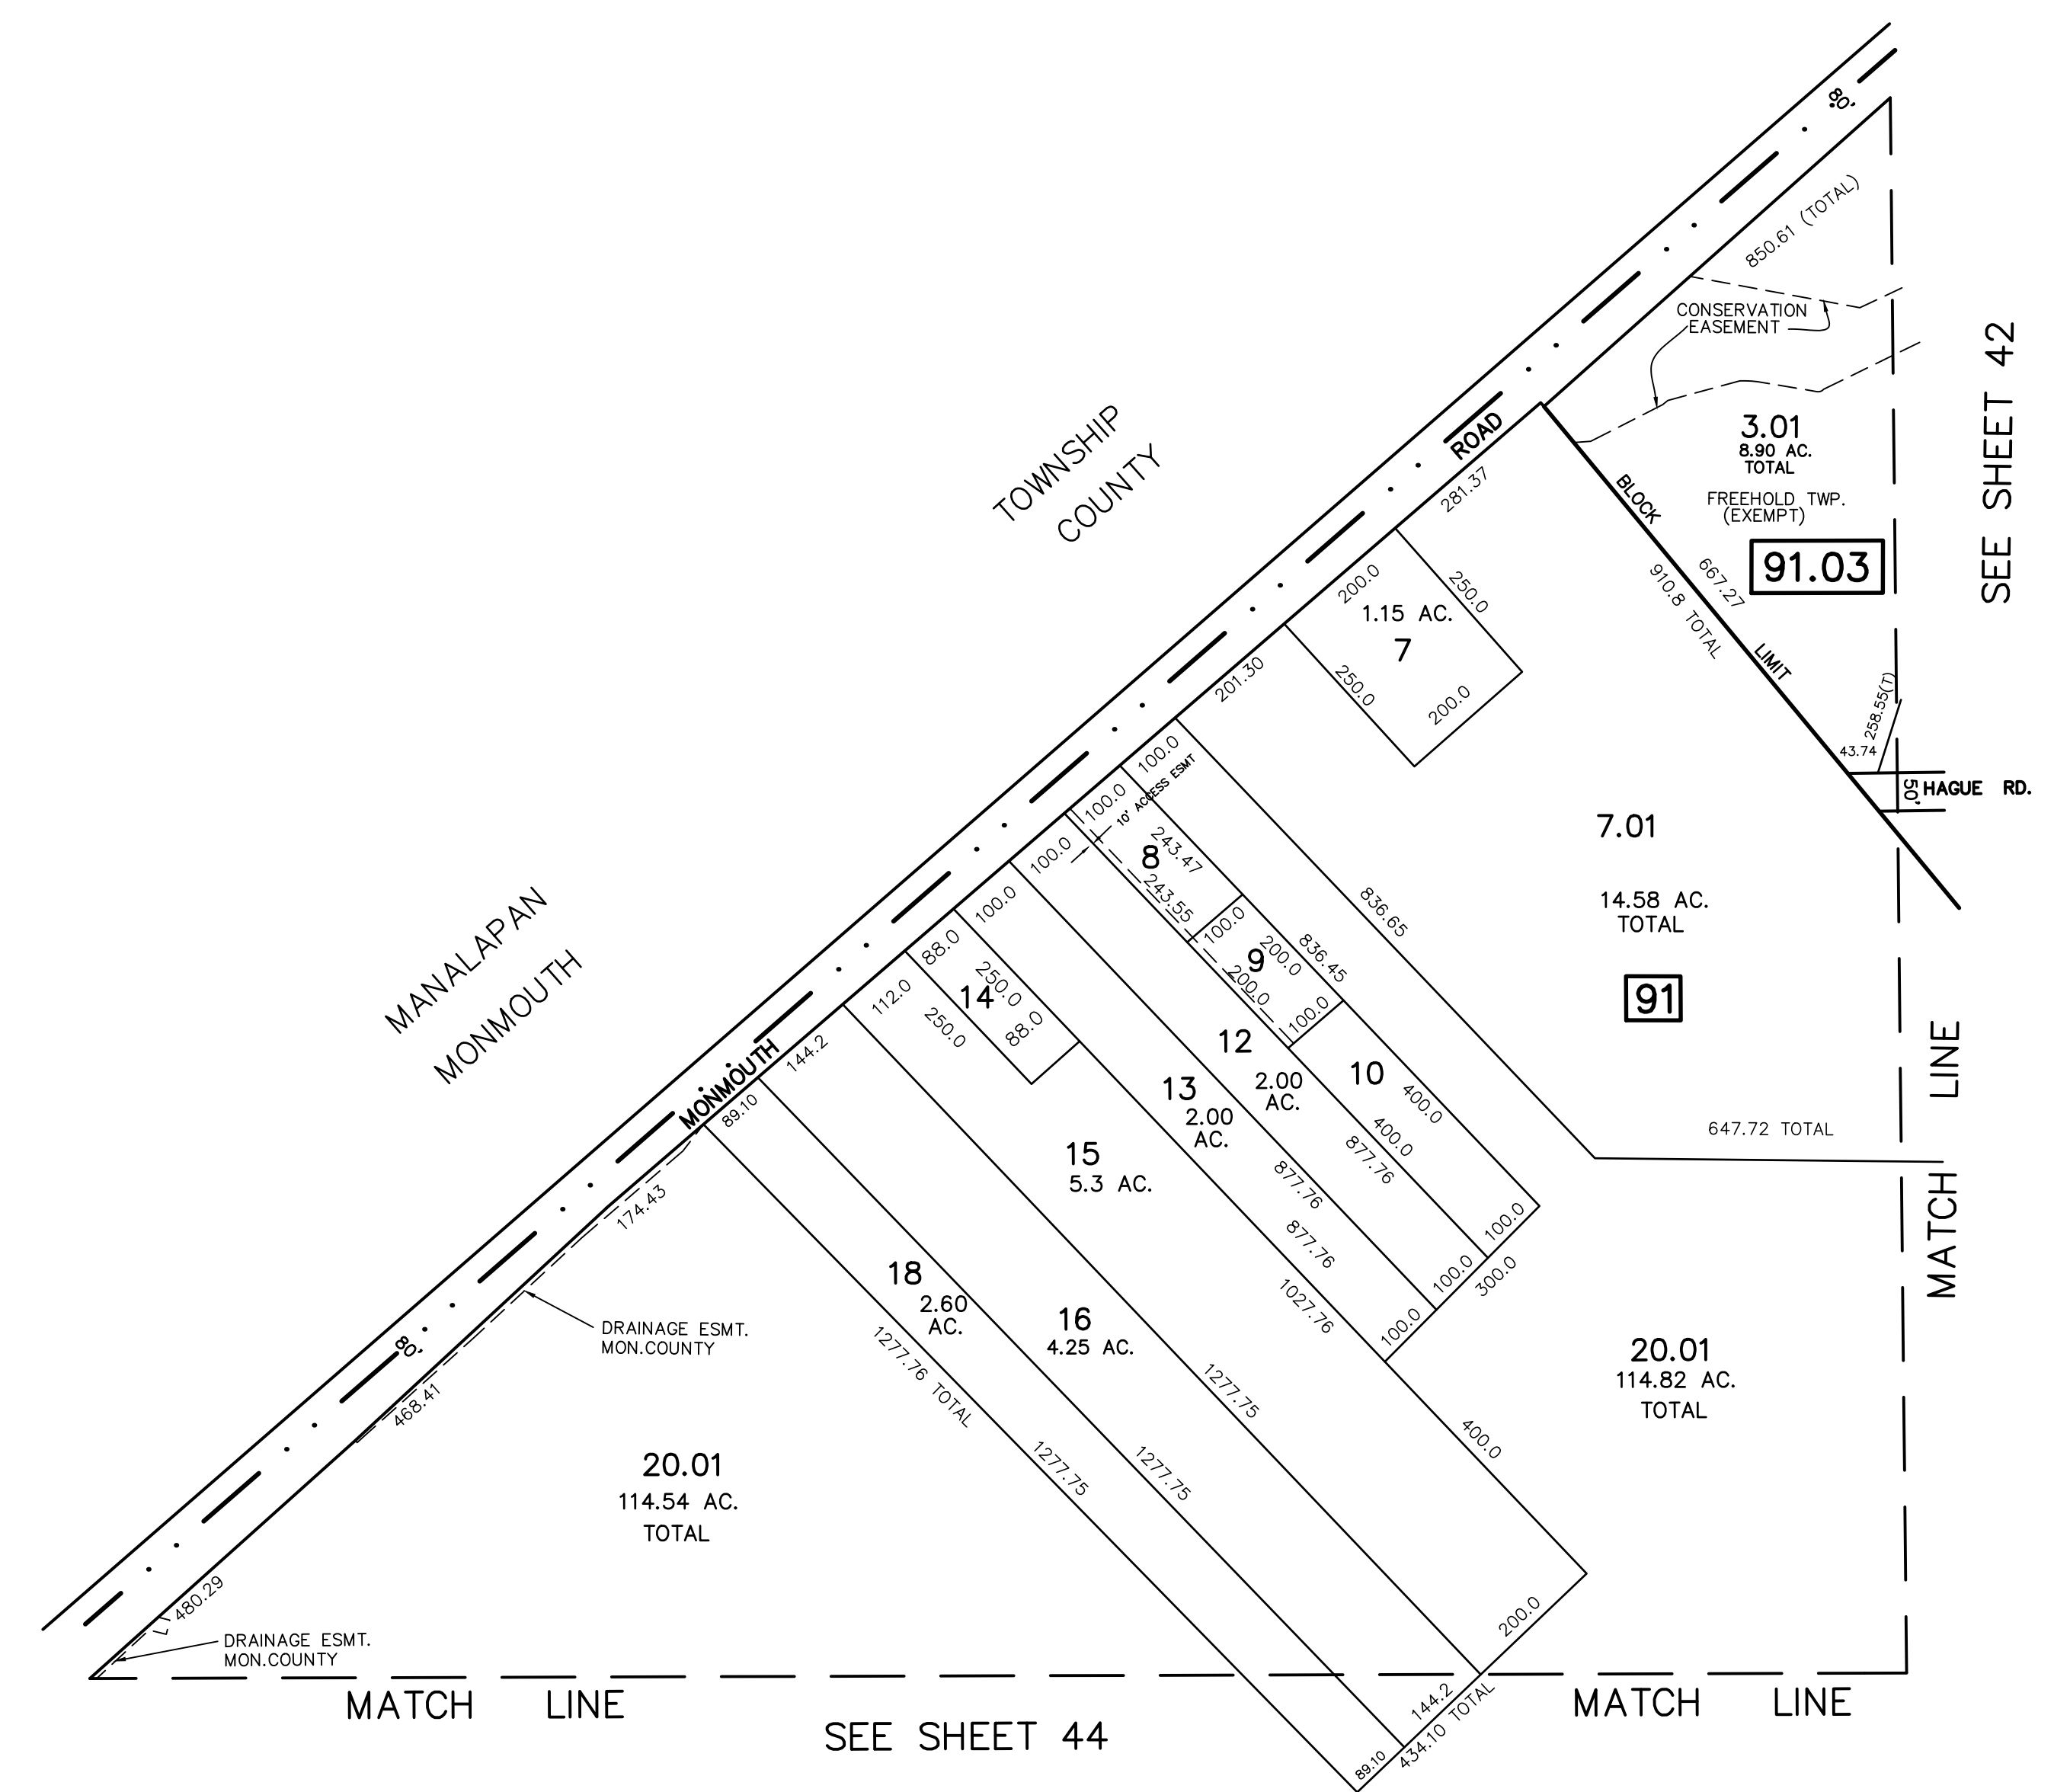 80'
850.61 (TOTAL)
CONSERVATION
EASEMENT
SEE SHEET 42
3.01
8.90 AC.
TOTAL
FREEHOLD TWP.
(EXEMPT)
91.03
TOWNSHIP
COUNTY
ROAD
281.37
BLOCK
LIMIT
667.27
910.8 TOTAL
200.0
250.0
1.15 AC.
7
250.0
200.0
201.30
258.55(T)
43.74
50'
HAGUE RD.
100.0
10' ACCESS ESMT
100.0
7.01
14.58 AC.
TOTAL
91
836.65
647.72 TOTAL
MATCH LINE
8
243.47
243.55
100.0
9
200.0
200.0
836.45
100.0
10
400.0
400.0
100.0
100.0
12
2.00
AC.
877.76
100.0
100.0
13
2.00
AC.
877.76
877.76
100.0
300.0
1027.76
MANALAPAN
MONMOUTH
88.0
250.0
14
250.0
88.0
112.0
15
5.3 AC.
400.0
200.0
144.2
MONMOUTH
16
4.25 AC.
1277.75
1277.75
144.2
89.10
18
2.60
AC.
1277.76 TOTAL
1277.75
89.10
434.10 TOTAL
174.43
DRAINAGE ESMT.
MON.COUNTY
80'
468.41
20.01
114.82 AC.
TOTAL
20.01
114.54 AC.
TOTAL
480.29
DRAINAGE ESMT.
MON.COUNTY
MATCH LINE
SEE SHEET 44
MATCH LINE